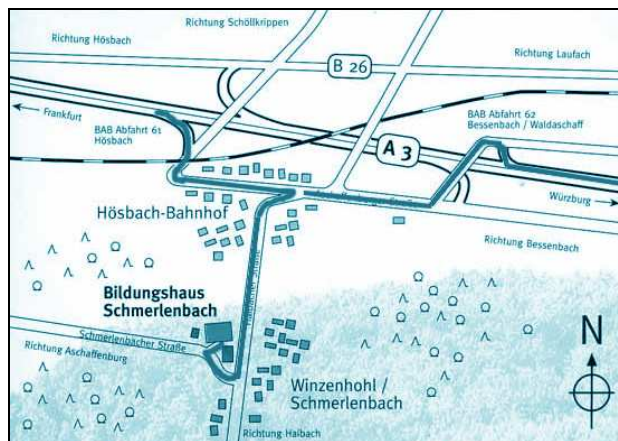 Richtung Schöllkrippen
Richtung Hösbach
Richtung Laufach
B 26
Frankfurt
BAB Abfahrt 61
Hösbach
BAB Abfahrt 62
Bessenbach / Waldaschaff
A 3
Würzburg
Hösbach-Bahnhof
Richtung Bessenbach
Bildungshaus
Schmerlenbach
Schmerlenbacher Straße
Richtung Aschaffenburg
N
Winzenhohl /
Schmerlenbach
Richtung Haibach